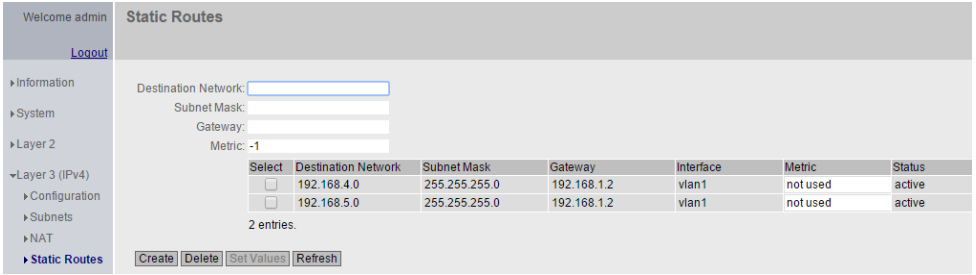 Welcome admin
Logout
Static Routes
Information
System
Layer 2
Layer 3 (IPv4)
Configuration
Subnets
NAT
Static Routes
Destination Network:
Subnet Mask:
Gateway:
Metric: -1
Select Destination Network Subnet Mask Gateway Interface Metric Status
192.168.4.0 255.255.255.0 192.168.1.2 vlan1 not used active
192.168.5.0 255.255.255.0 192.168.1.2 vlan1 not used active
2 entries.
Create Delete Set Values Refresh